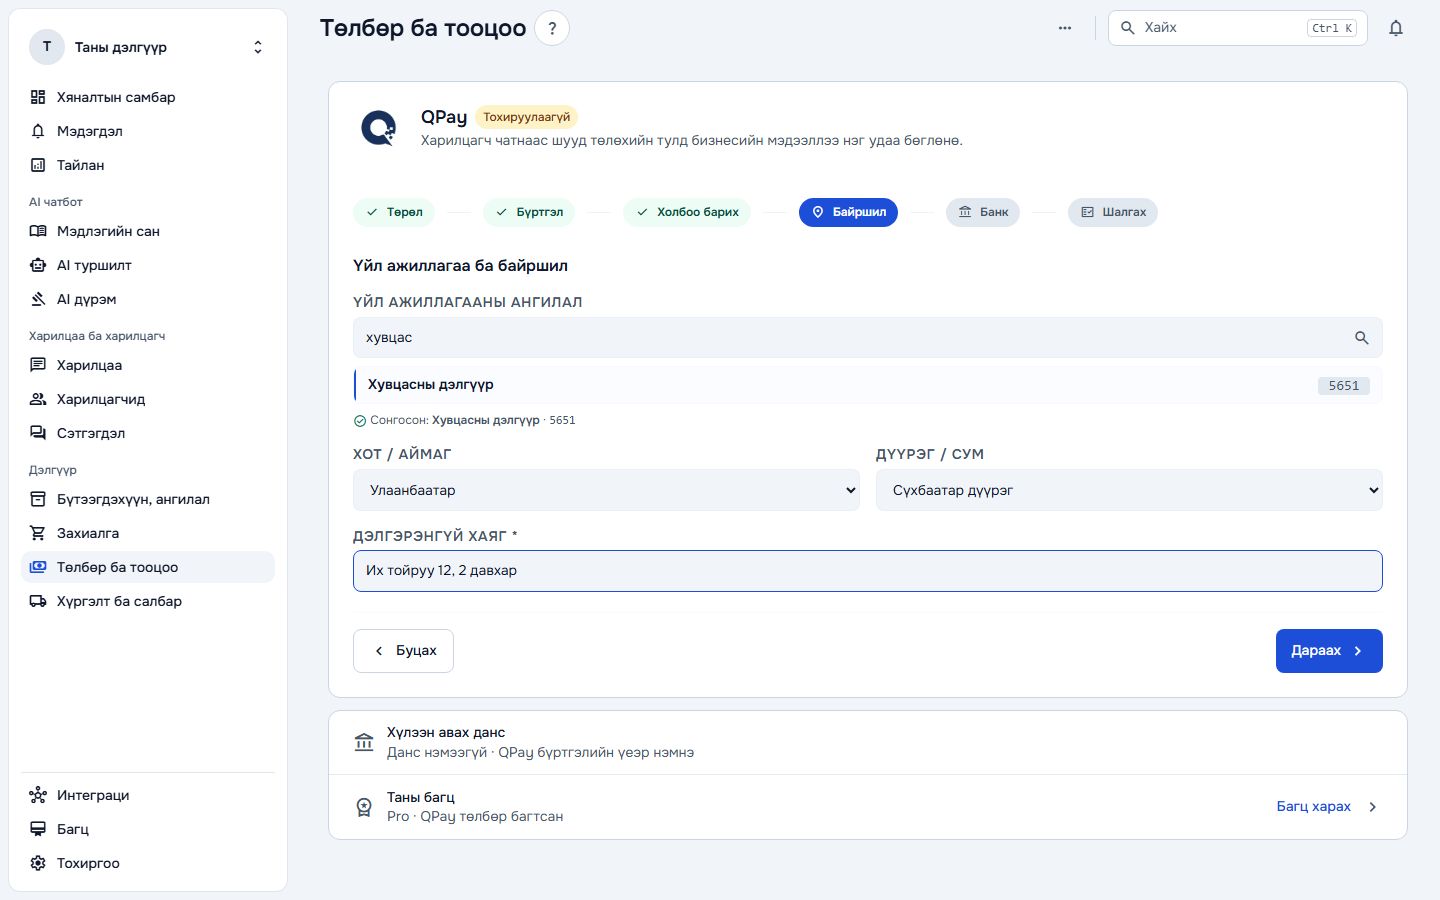 T
Таны дэлгүүр
Хяналтын самбар
Мэдэгдэл
Тайлан
AI чатбот
Мэдлэгийн сан
AI туршилт
AI дүрэм
Харилцаа ба харилцагч
Харилцаа
Харилцагчид
Сэтгэгдэл
Дэлгүүр
Бүтээгдэхүүн, ангилал
Захиалга
Төлбөр ба тооцоо
Хүргэлт ба салбар
Интеграци
Багц
Тохиргоо
Төлбөр ба тооцоо ?
Хайх Ctrl K
QPay Тохируулаагүй
Харилцагч чатнаас шууд төлөхийн тулд бизнесийн мэдээллээ нэг удаа бөглөнө.
Төрөл Бүртгэл Холбоо барих Байршил Банк Шалгах
Үйл ажиллагаа ба байршил
ҮЙЛ АЖИЛЛАГААНЫ АНГИЛАЛ
хувцас
Хувцасны дэлгүүр 5651
Сонгосон: Хувцасны дэлгүүр · 5651
ХОТ / АЙМАГ ДҮҮРЭГ / СУМ
Улаанбаатар Сүхбаатар дүүрэг
ДЭЛГЭРЭНГҮЙ ХАЯГ *
Их тойруу 12, 2 давхар
Буцах Дараах
Хүлээн авах данс
Данс нэмээгүй · QPay бүртгэлийн үеэр нэмнэ
Таны багц
Pro · QPay төлбөр багтсан
Багц харах